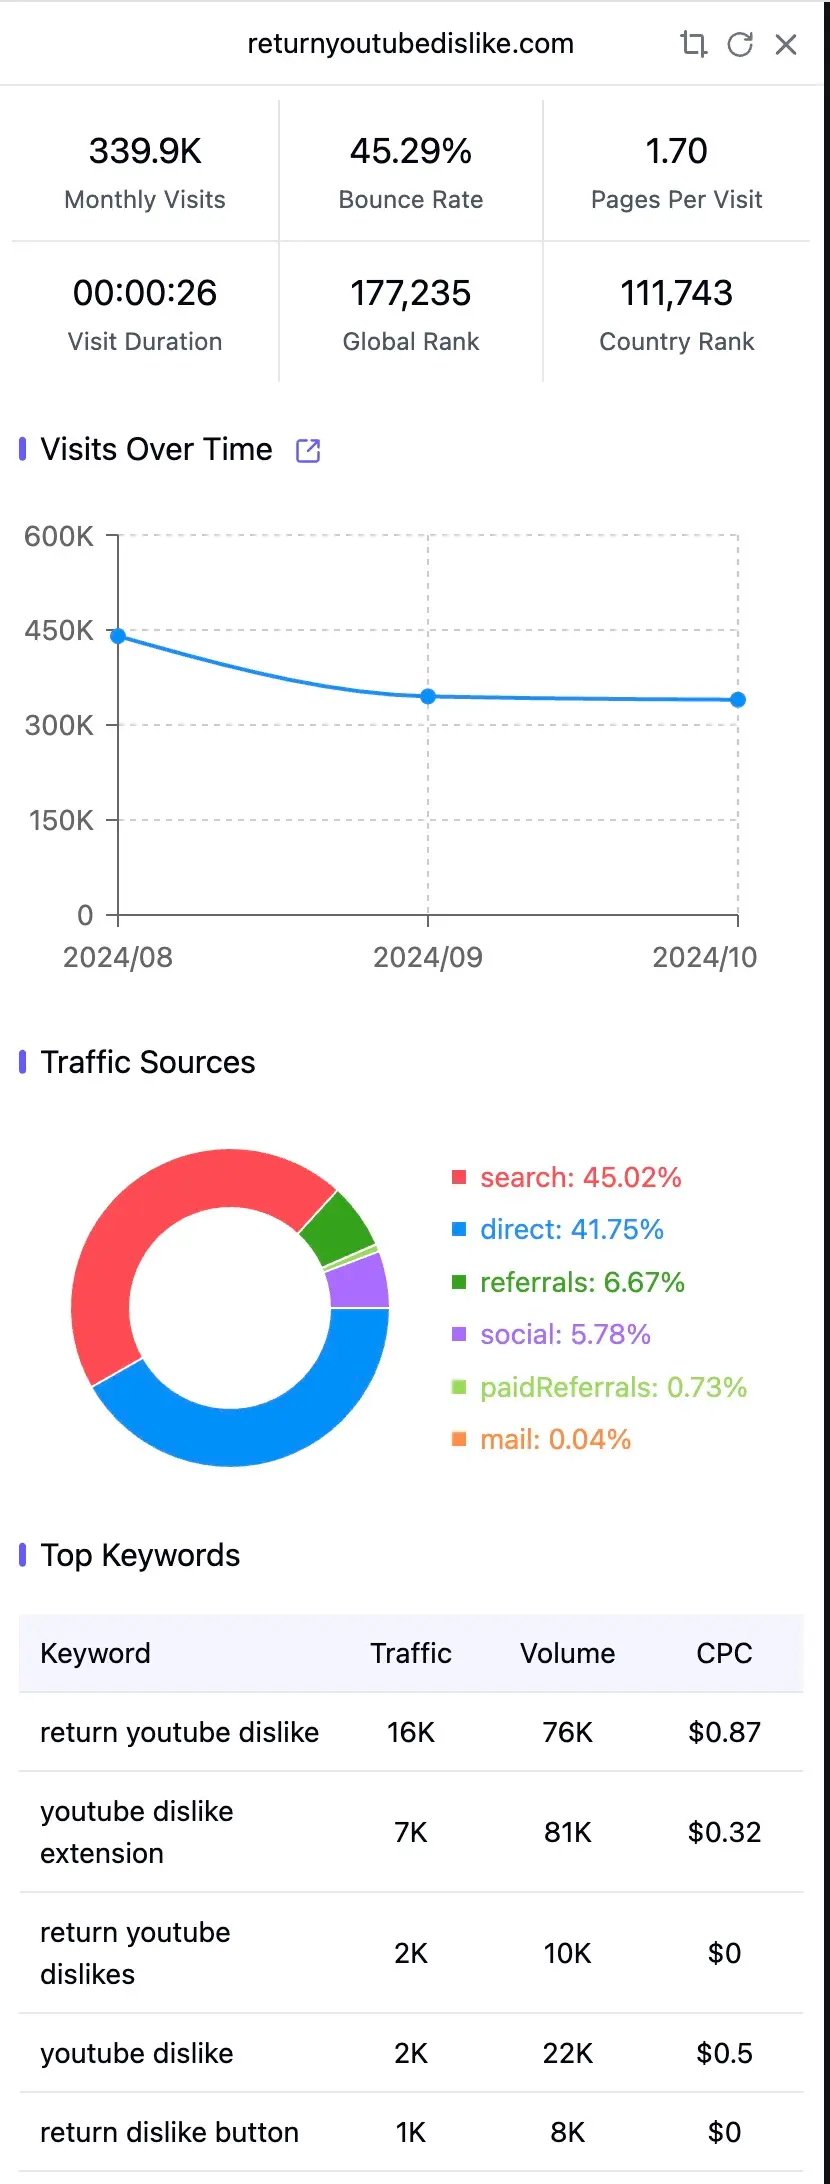 returnyoutubedislike.com
339.9K 45.29% 1.70
Monthly Visits Bounce Rate Pages Per Visit
00:00:26 177,235 111,743
Visit Duration Global Rank Country Rank
Visits Over Time
600K
450K
300K
150K
0
2024/08 2024/09 2024/10
Traffic Sources
search: 45.02%
direct: 41.75%
referrals: 6.67%
social: 5.78%
paidReferrals: 0.73%
mail: 0.04%
Top Keywords
Keyword Traffic Volume CPC
return youtube dislike 16K 76K $0.87
youtube dislike
extension 7K 81K $0.32
return youtube
dislikes 2K 10K $0
youtube dislike 2K 22K $0.5
return dislike button 1K 8K $0